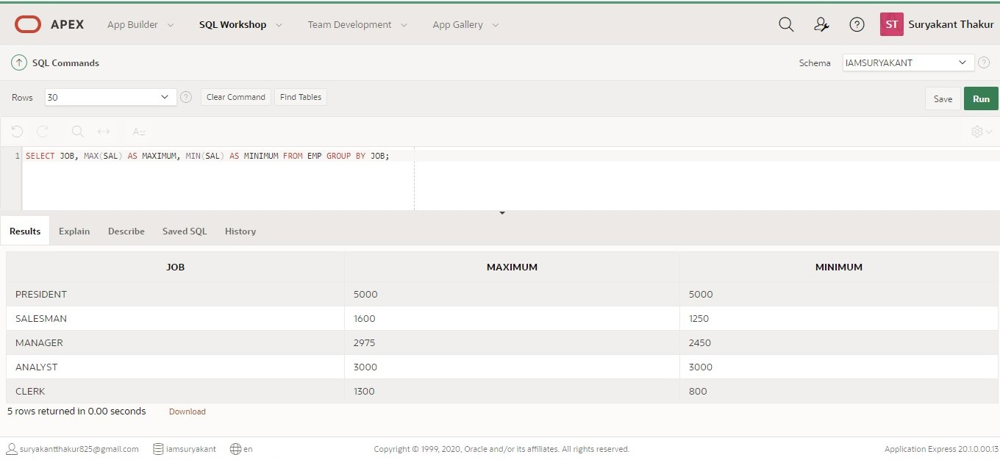 APEX App Builder SQL Workshop Team Development App Gallery ? ST Suryakant Thakur
SQL Commands Schema IAMSURYAKANT ?
Rows 30 ? Clear Command Find Tables Save Run
A::
1 SELECT JOB, MAX(SAL) AS MAXIMUM, MIN(SAL) AS MINIMUM FROM EMP GROUP BY JOB;
Results Explain Describe Saved SQL History
JOB MAXIMUM MINIMUM
PRESIDENT 5000 5000
SALESMAN 1600 1250
MANAGER 2975 2450
ANALYST 3000 3000
CLERK 1300 800
5 rows returned in 0.00 seconds Download
suryakantthakur825@gmail.com iamsuryakant en Copyright © 1999, 2020, Oracle and/or its affiliates. All rights reserved. Application Express 20.1.0.00.13